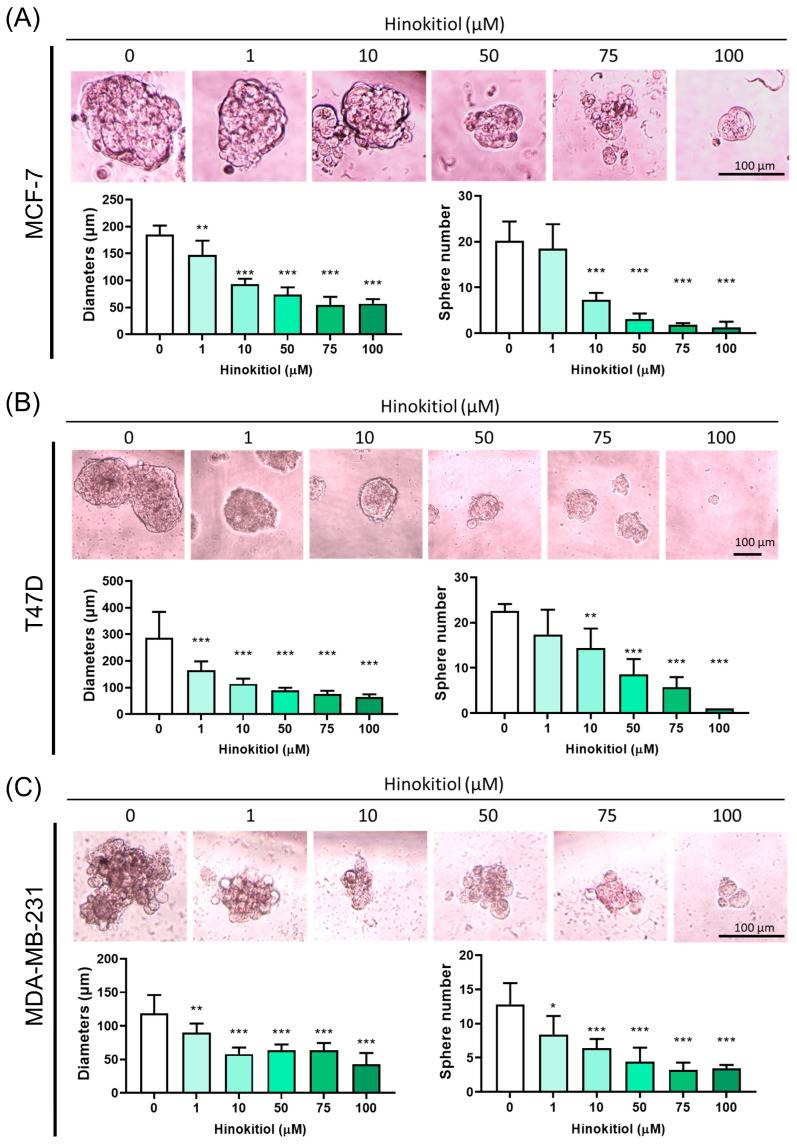 (A)
Hinokitiol (μM)
0 1 10 50 75 100
MCF-7
100 μm
Diameters (μm)
250
200
150
100
50
0
** *** *** *** ***
0 1 10 50 75 100
Hinokitiol (μM)
Sphere number
30
20
10
0
*** *** *** ***
0 1 10 50 75 100
Hinokitiol (μM)
(B)
Hinokitiol (μM)
0 1 10 50 75 100
T47D
100 μm
Diameters (μm)
500
400
300
200
100
0
*** *** *** *** ***
0 1 10 50 75 100
Hinokitiol (μM)
Sphere number
30
20
10
0
** *** *** ***
0 1 10 50 75 100
Hinokitiol (μM)
(C)
Hinokitiol (μM)
0 1 10 50 75 100
MDA-MB-231
100 μm
Diameters (μm)
200
150
100
50
0
** *** *** *** ***
0 1 10 50 75 100
Hinokitiol (μM)
Sphere number
20
15
10
5
0
* *** *** *** ***
0 1 10 50 75 100
Hinokitiol (μM)